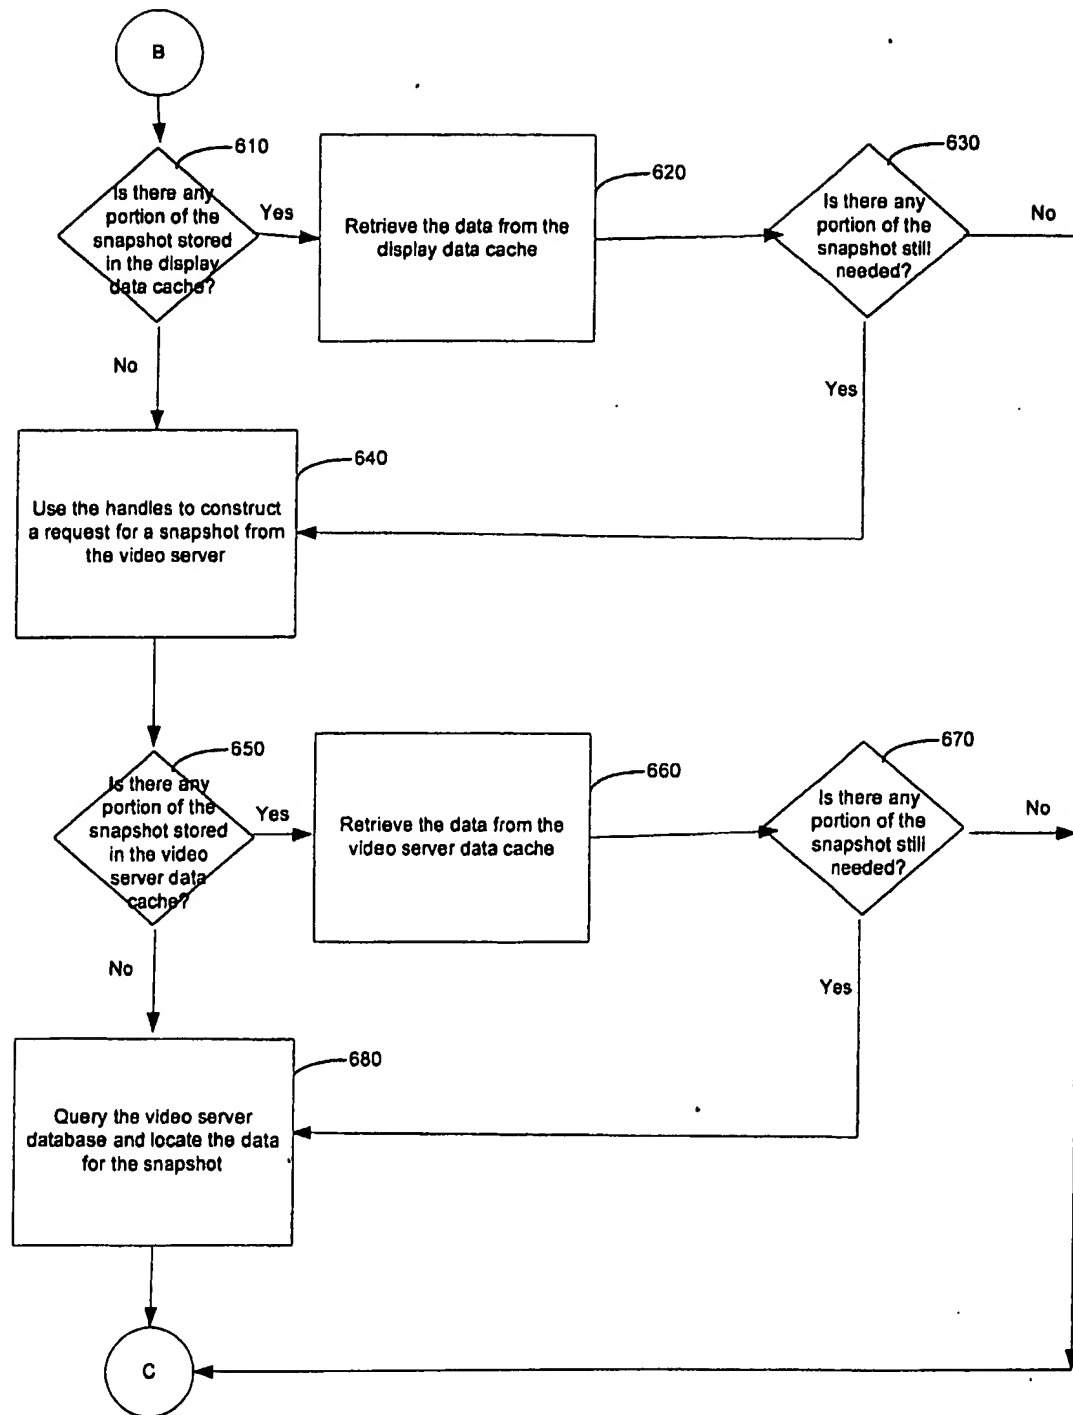 B
610
Is there any
portion of the
snapshot stored
in the display
data cache?
Yes
No
Retrieve the data from the
display data cache
620
630
Is there any
portion of the
snapshot still
needed?
No
Yes
640
Use the handles to construct
a request for a snapshot from
the video server
650
Is there any
portion of the
snapshot stored
in the video
server data
cache?
Yes
No
Retrieve the data from the
video server data cache
660
670
Is there any
portion of the
snapshot still
needed?
No
Yes
680
Query the video server
database and locate the data
for the snapshot
C